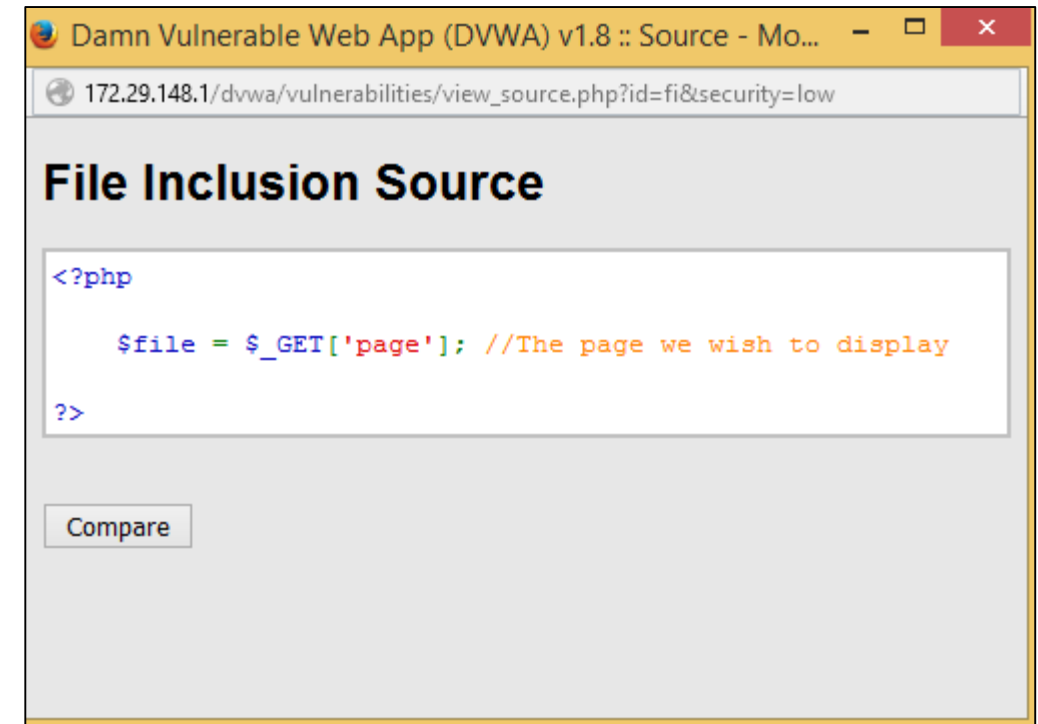 Damn Vulnerable Web App (DVWA) v1.8 :: Source - Mo...
172.29.148.1/dvwa/vulnerabilities/view_source.php?id=fi&security=low
File Inclusion Source
<?php
$file = $_GET['page']; //The page we wish to display
?>
Compare